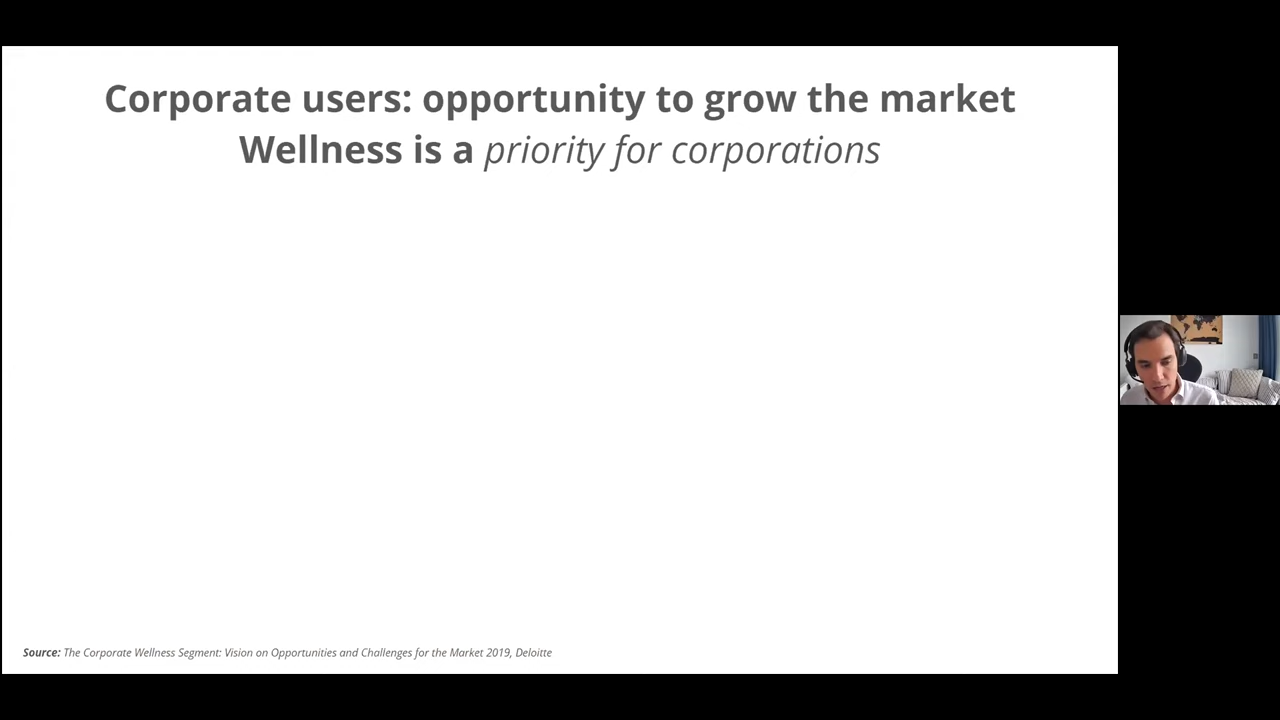 Corporate users: opportunity to grow the market
Wellness is a priority for corporations
Source: The Corporate Wellness Segment: Vision on Opportunities and Challenges for the Market 2019, Deloitte